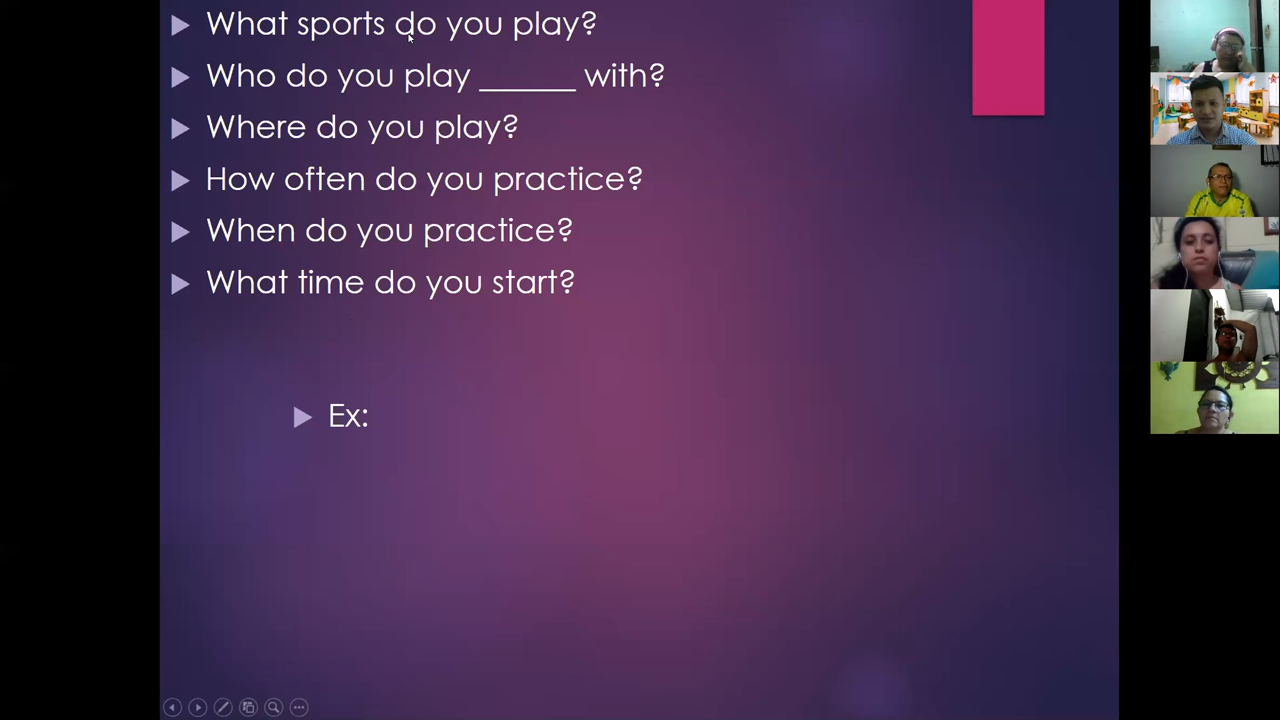 What sports do you play?
Who do you play ______ with?
Where do you play?
How often do you practice?
When do you practice?
What time do you start?
Ex: